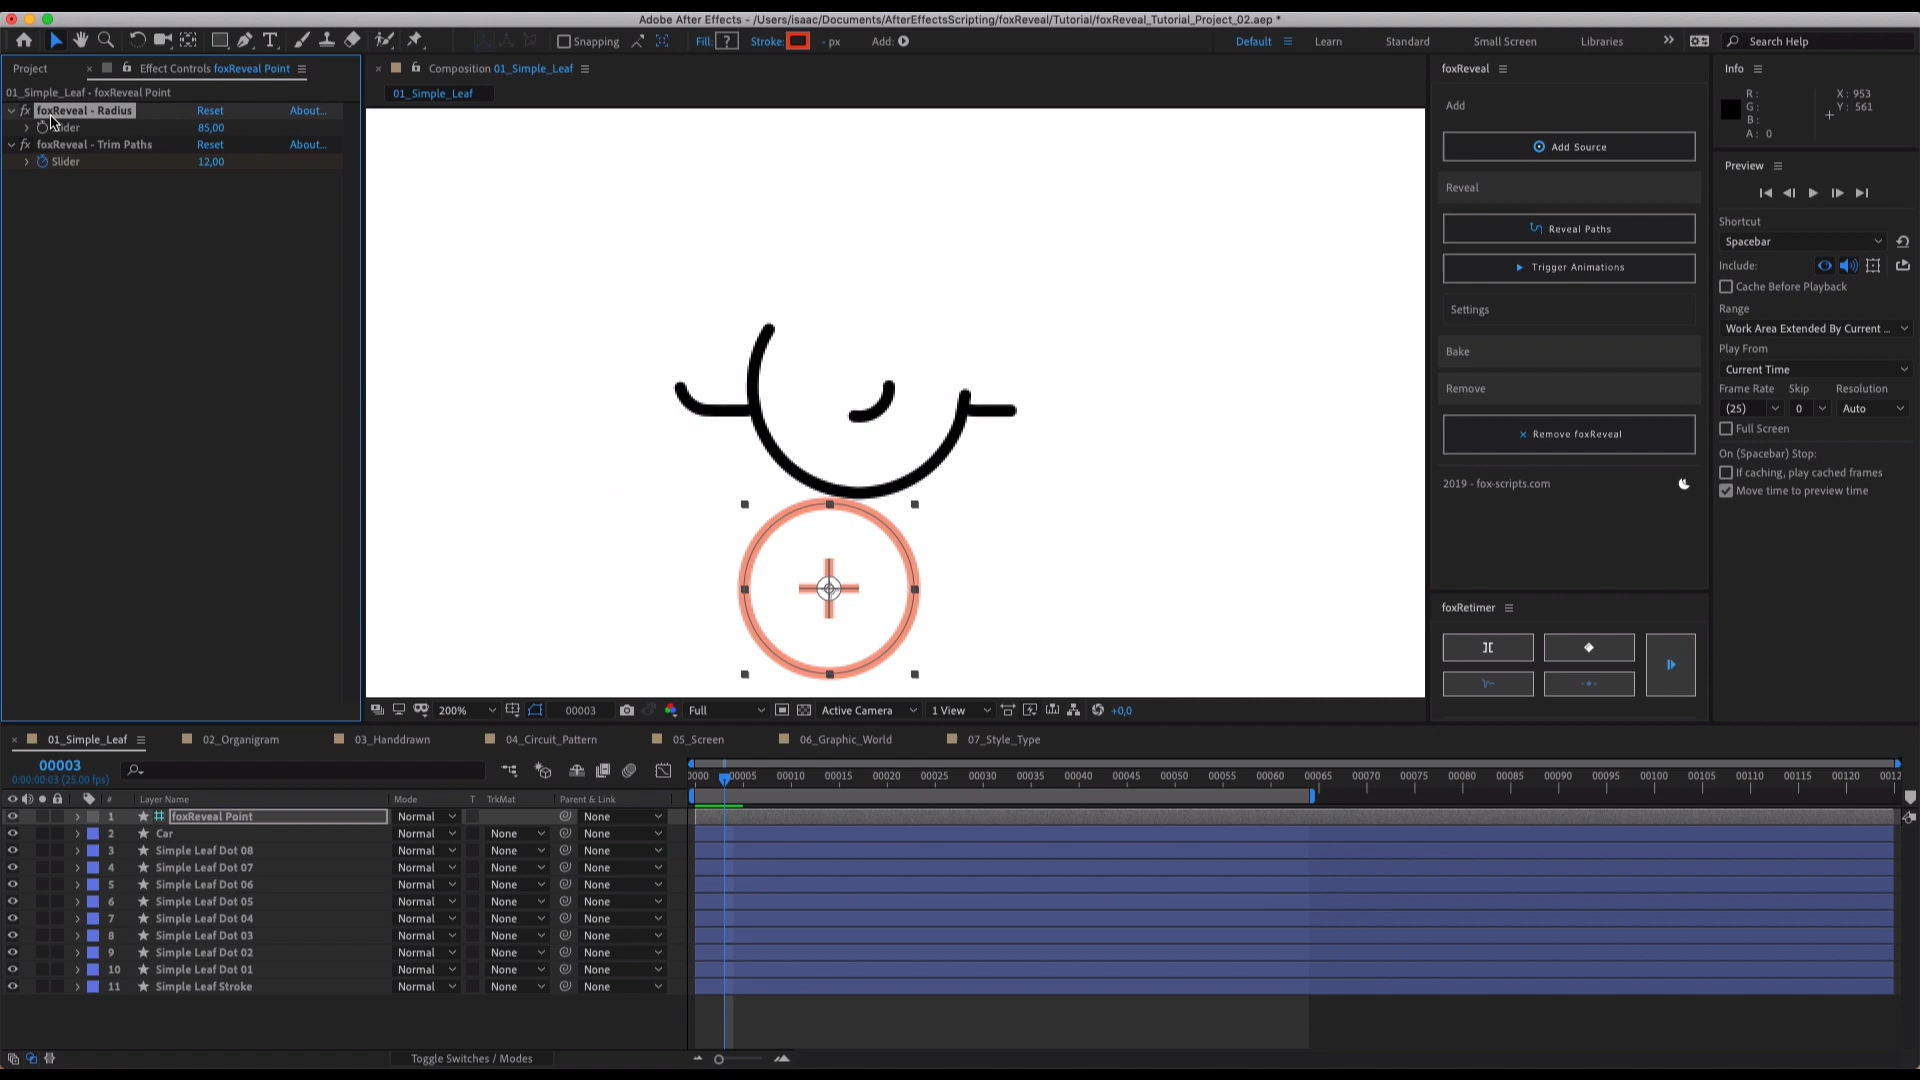 Adobe After Effects - /Users/isaac/Documents/AfterEffectsScripting/foxReveal/Tutorial/foxReveal_Tutorial_Project_02.aep *
Snapping Fill: ? Stroke: - px Add: Default Learn Standard Small Screen Libraries Search Help
Project Effect Controls foxReveal Point
01_Simple_Leaf • foxReveal Point
fx foxReveal - Radius Reset About...
85,00
fx foxReveal - Trim Paths Reset About...
Slider 12,00
Composition 01_Simple_Leaf
01_Simple_Leaf
200% 00003 Full Active Camera 1 View +0,0
foxReveal
Add
Add Source
Reveal
Reveal Paths
Trigger Animations
Settings
Bake
Remove
Remove foxReveal
2019 - fox-scripts.com
foxRetimer
Info
R: X: 953
G: Y: 561
B:
A: 0
Preview
Shortcut
Spacebar
Include:
Cache Before Playback
Range
Work Area Extended By Current ...
Play From
Current Time
Frame Rate Skip Resolution
(25) 0 Auto
Full Screen
On (Spacebar) Stop:
If caching, play cached frames
Move time to preview time
01_Simple_Leaf 02_Organigram 03_Handdrawn 04_Circuit_Pattern 05_Screen 06_Graphic_World 07_Style_Type
00003
0:00:00:03 (25.00 fps)
0000 00005 00010 00015 00020 00025 00030 00035 00040 00045 00050 00055 00060 00065 00070 00075 00080 00085 00090 00095 00100 00105 00110 00115 00120 0012
# Layer Name Mode T TrkMat Parent & Link
1 foxReveal Point Normal None
2 Car Normal None None
3 Simple Leaf Dot 08 Normal None None
4 Simple Leaf Dot 07 Normal None None
5 Simple Leaf Dot 06 Normal None None
6 Simple Leaf Dot 05 Normal None None
7 Simple Leaf Dot 04 Normal None None
8 Simple Leaf Dot 03 Normal None None
9 Simple Leaf Dot 02 Normal None None
10 Simple Leaf Dot 01 Normal None None
11 Simple Leaf Stroke Normal None None
Toggle Switches / Modes